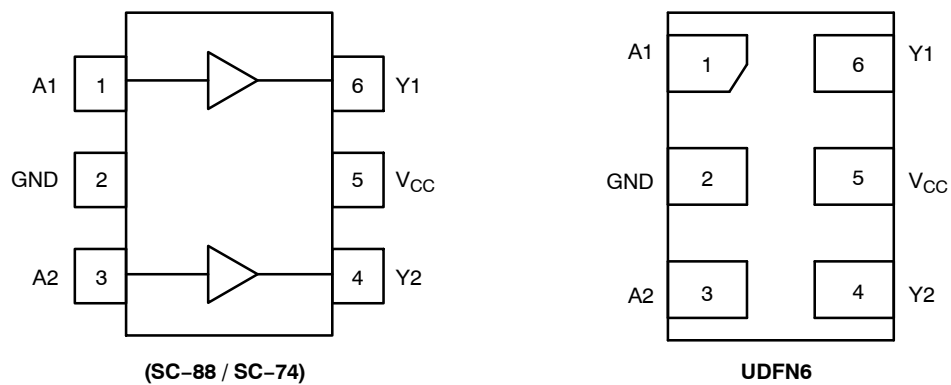 A1 1 6 Y1
GND 2 5 VCC
A2 3 4 Y2
(SC−88 / SC−74)
A1 1 6 Y1
GND 2 5 VCC
A2 3 4 Y2
UDFN6